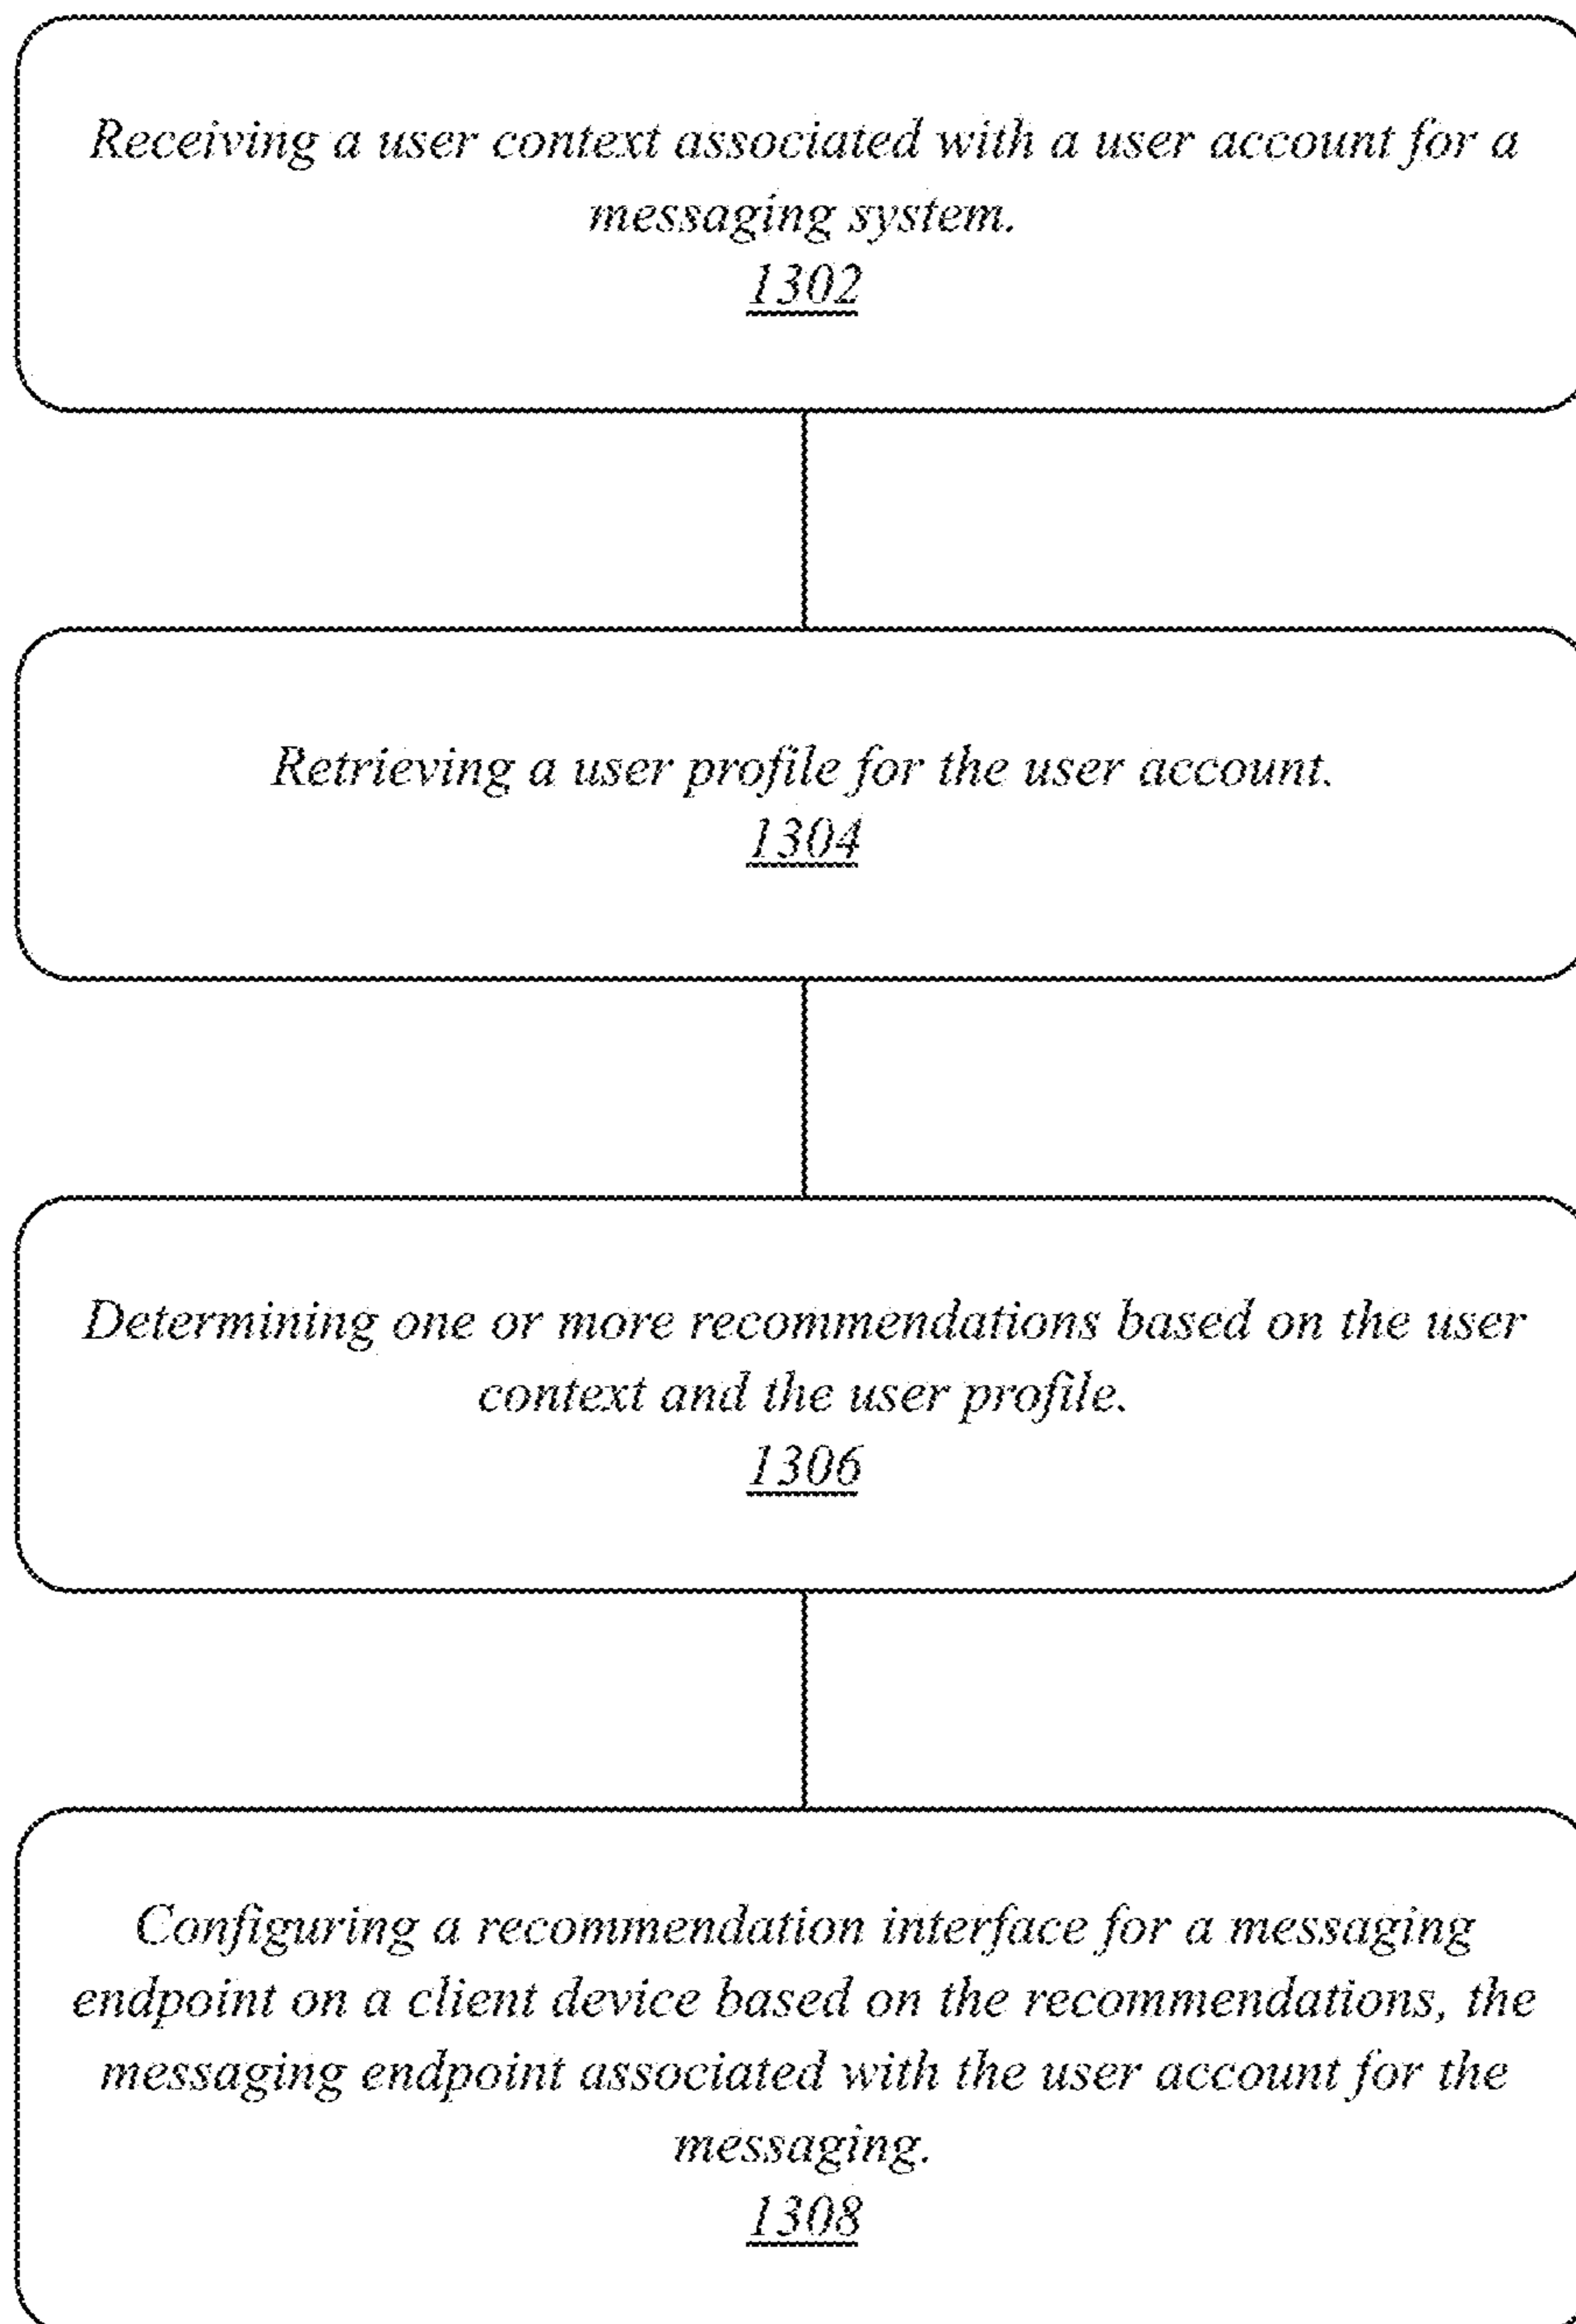 Receiving a user context associated with a user account for a
messaging system.
1302
Retrieving a user profile for the user account.
1304
Determining one or more recommendations based on the user
context and the user profile.
1306
Configuring a recommendation interface for a messaging
endpoint on a client device based on the recommendations, the
messaging endpoint associated with the user account for the
messaging.
1308